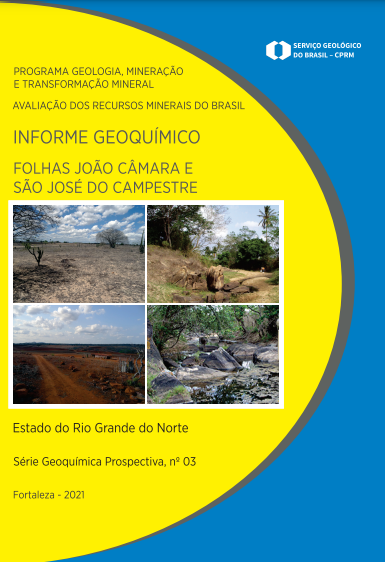 SERVIÇO GEOLÓGICO
DO BRASIL – CPRM
PROGRAMA GEOLOGIA, MINERAÇÃO
E TRANSFORMAÇÃO MINERAL
AVALIAÇÃO DOS RECURSOS MINERAIS DO BRASIL
INFORME GEOQUÍMICO
FOLHAS JOÃO CÂMARA E
SÃO JOSÉ DO CAMPESTRE
Estado do Rio Grande do Norte
Série Geoquímica Prospectiva, nº 03
Fortaleza - 2021